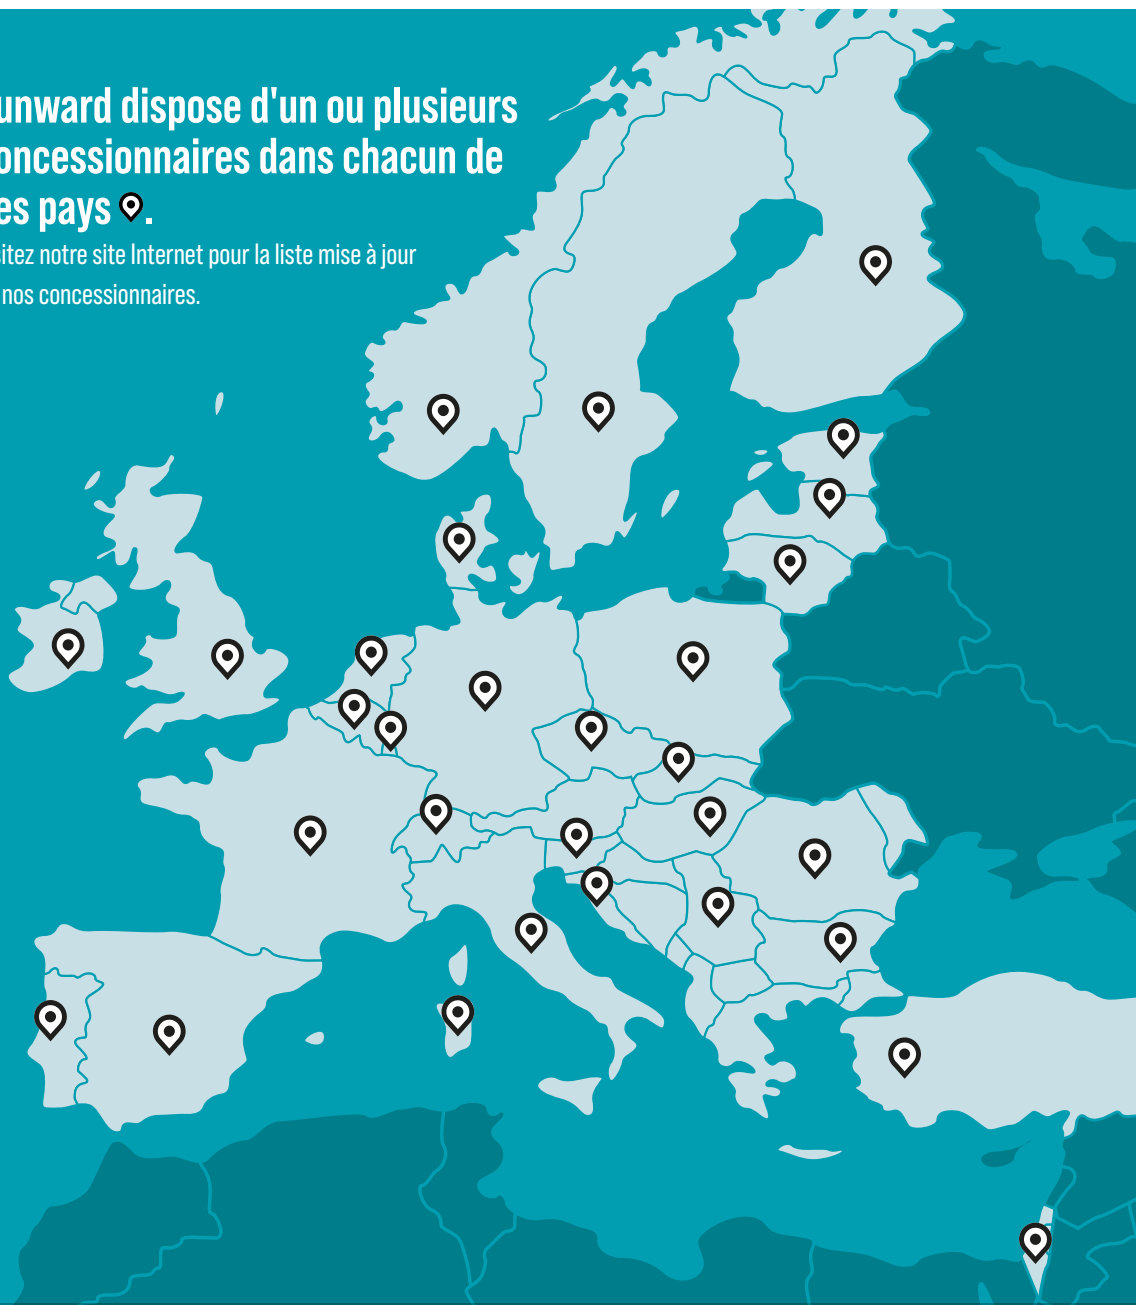 unward dispose d'un ou plusieurs
oncessionnaires dans chacun de
es pays .
sitez notre site Internet pour la liste mise à jour
nos concessionnaires.